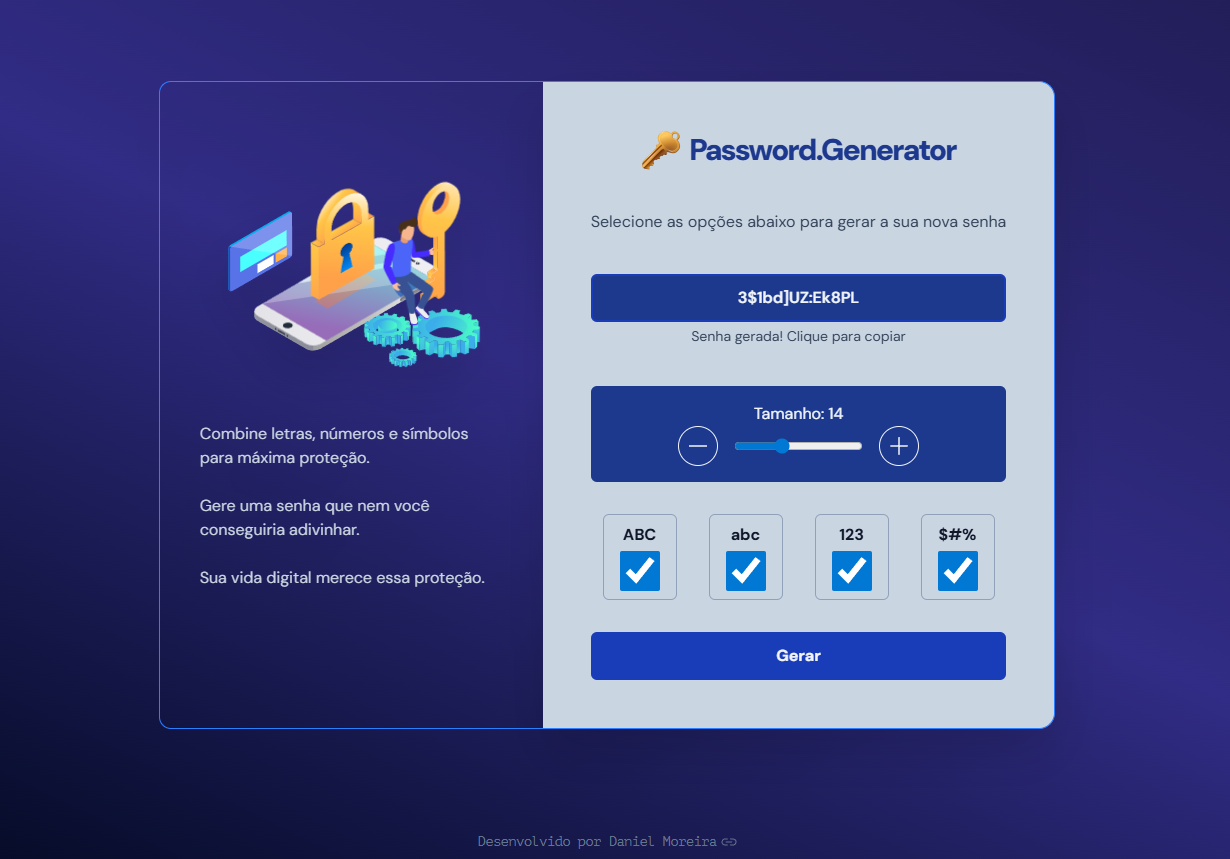 Combine letras, números e símbolos
para máxima proteção.
Gere uma senha que nem você
conseguiria adivinhar.
Sua vida digital merece essa proteção.
Password.Generator
Selecione as opções abaixo para gerar a sua nova senha
3$1bd]UZ:Ek8PL
Senha gerada! Clique para copiar
Tamanho: 14
ABC abc 123 $#%
Gerar
Desenvolvido por Daniel Moreira